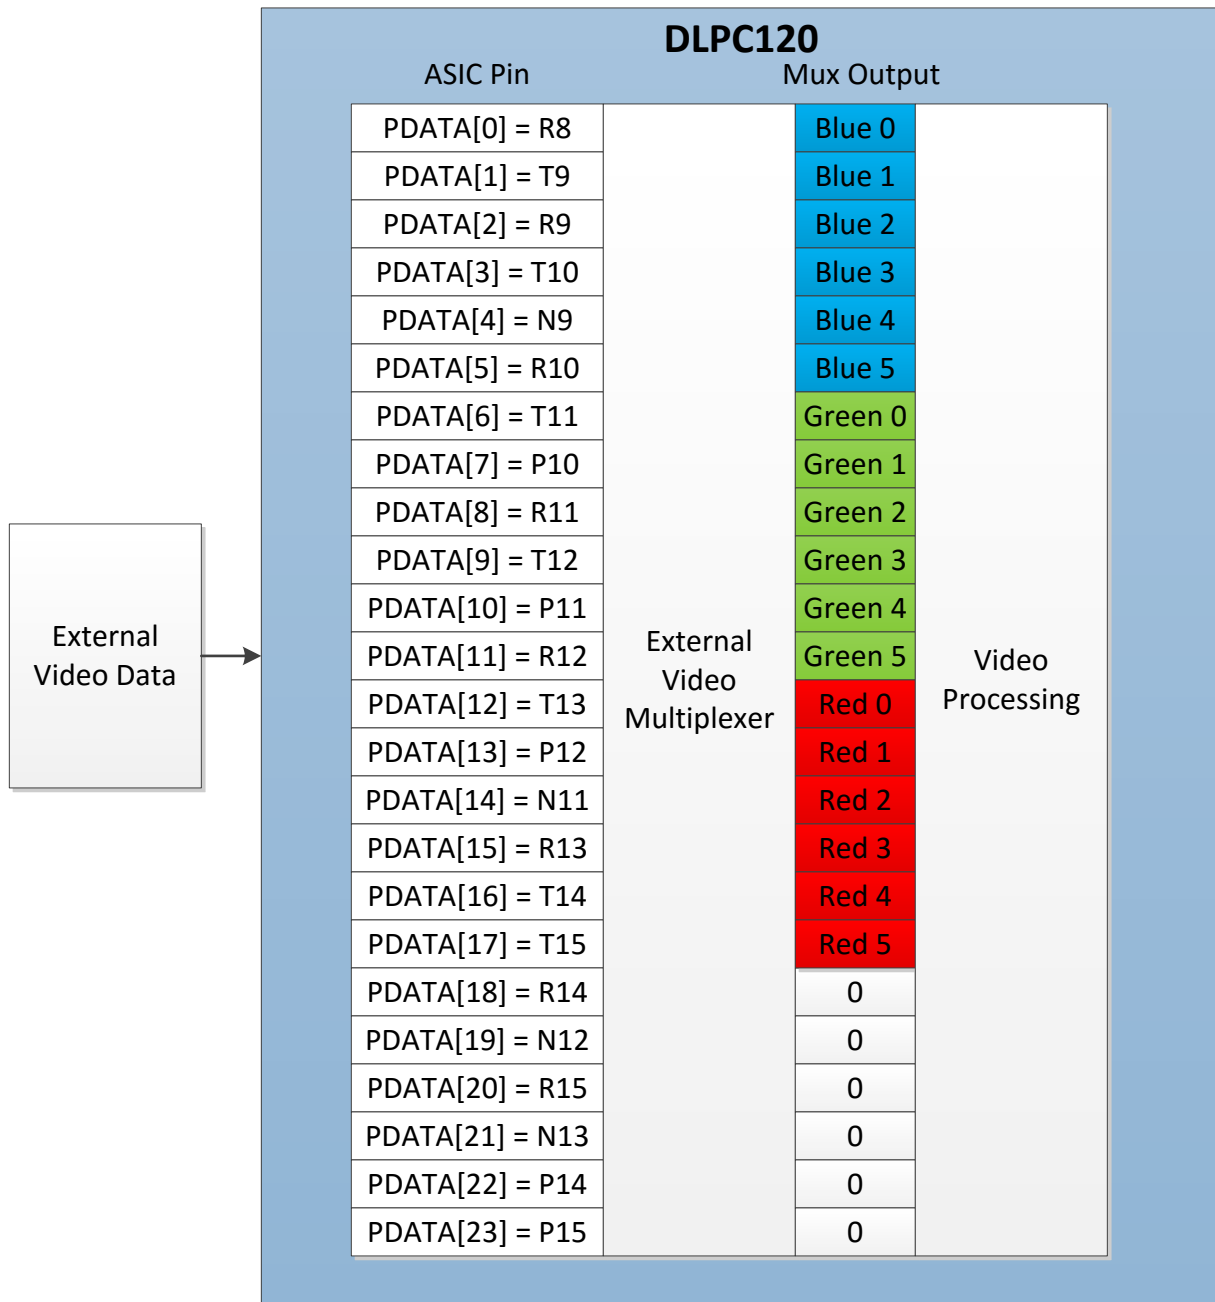 DLPC120
ASIC Pin Mux Output
PDATA[0] = R8 Blue 0
PDATA[1] = T9 Blue 1
PDATA[2] = R9 Blue 2
PDATA[3] = T10 Blue 3
PDATA[4] = N9 Blue 4
PDATA[5] = R10 Blue 5
PDATA[6] = T11 Green 0
PDATA[7] = P10 Green 1
PDATA[8] = R11 Green 2
PDATA[9] = T12 Green 3
PDATA[10] = P11 Green 4
PDATA[11] = R12 Green 5
PDATA[12] = T13 Red 0
PDATA[13] = P12 Red 1
PDATA[14] = N11 Red 2
PDATA[15] = R13 Red 3
PDATA[16] = T14 Red 4
PDATA[17] = T15 Red 5
PDATA[18] = R14 0
PDATA[19] = N12 0
PDATA[20] = R15 0
PDATA[21] = N13 0
PDATA[22] = P14 0
PDATA[23] = P15 0
External
Video Data
External
Video
Multiplexer
Video
Processing